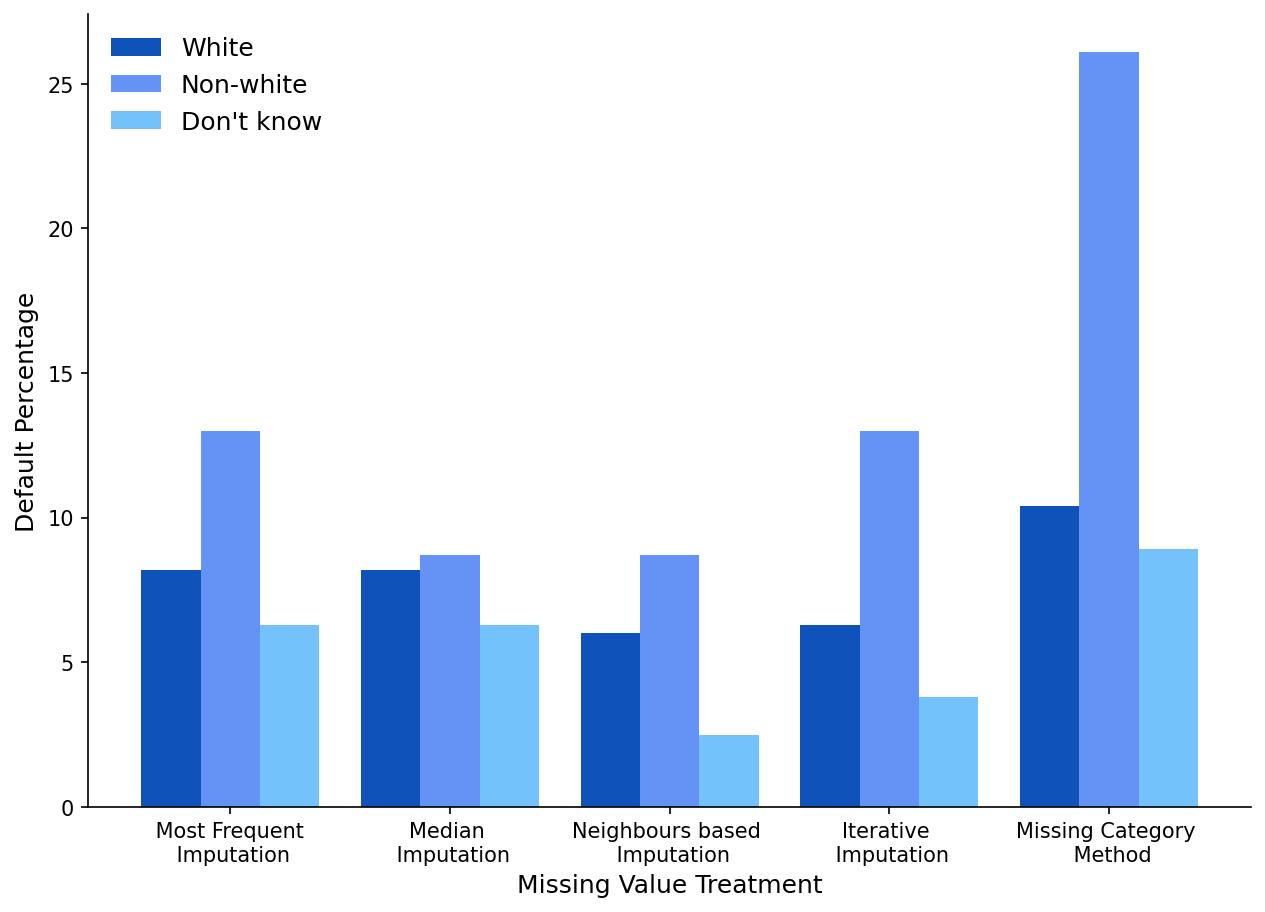 White
Non-white
Don't know
Default Percentage
25
20
15
10
5
0
Most Frequent
Imputation
Median
Imputation
Neighbours based
Imputation
Iterative
Imputation
Missing Category
Method
Missing Value Treatment